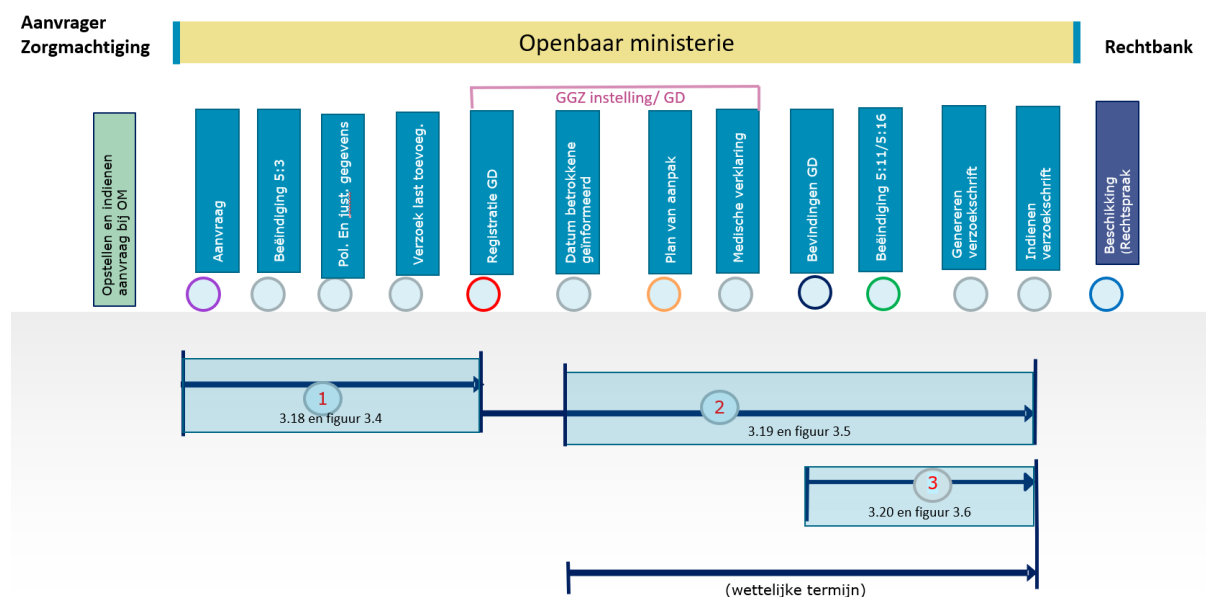 Aanvrager
Zorgmachtiging
Openbaar ministerie
Rechtbank
GGZ instelling/ GD
Opstellen en indienen
aanvraag bij OM
Aanvraag
Beëindiging 5:3
Pol. En just. gegevens
Verzoek last toevoeg.
Registratie GD
Datum betrokkene
geïnformeerd
Plan van aanpak
Medische verklaring
Bevindingen GD
Beëindiging 5:11/5:16
Genereren
verzoekschrift
Indienen
verzoekschrift
Beschikking
(Rechtspraak
1
3.18 en figuur 3.4
2
3.19 en figuur 3.5
3
3.20 en figuur 3.6
(wettelijke termijn)